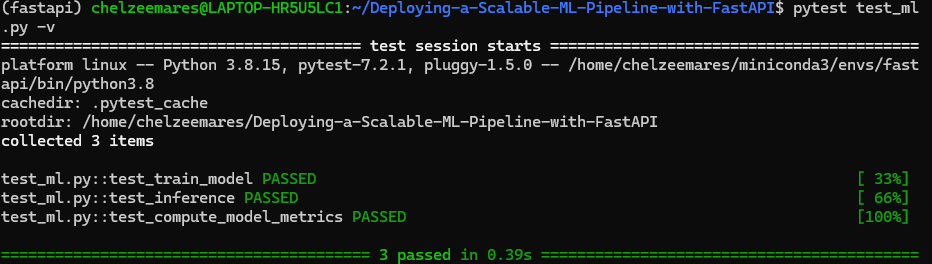 (fastapi) chelzeemares@LAPTOP-HR5U5LC1:~/Deploying-a-Scalable-ML-Pipeline-with-FastAPI$ pytest test_ml
.py -v
===================================== test session starts ======================================
platform linux -- Python 3.8.15, pytest-7.2.1, pluggy-1.5.0 -- /home/chelzeemares/miniconda3/envs/fast
api/bin/python3.8
cachedir: .pytest_cache
rootdir: /home/chelzeemares/Deploying-a-Scalable-ML-Pipeline-with-FastAPI
collected 3 items
test_ml.py::test_train_model PASSED [ 33%]
test_ml.py::test_inference PASSED [ 66%]
test_ml.py::test_compute_model_metrics PASSED [100%]
====================================== 3 passed in 0.39s =======================================